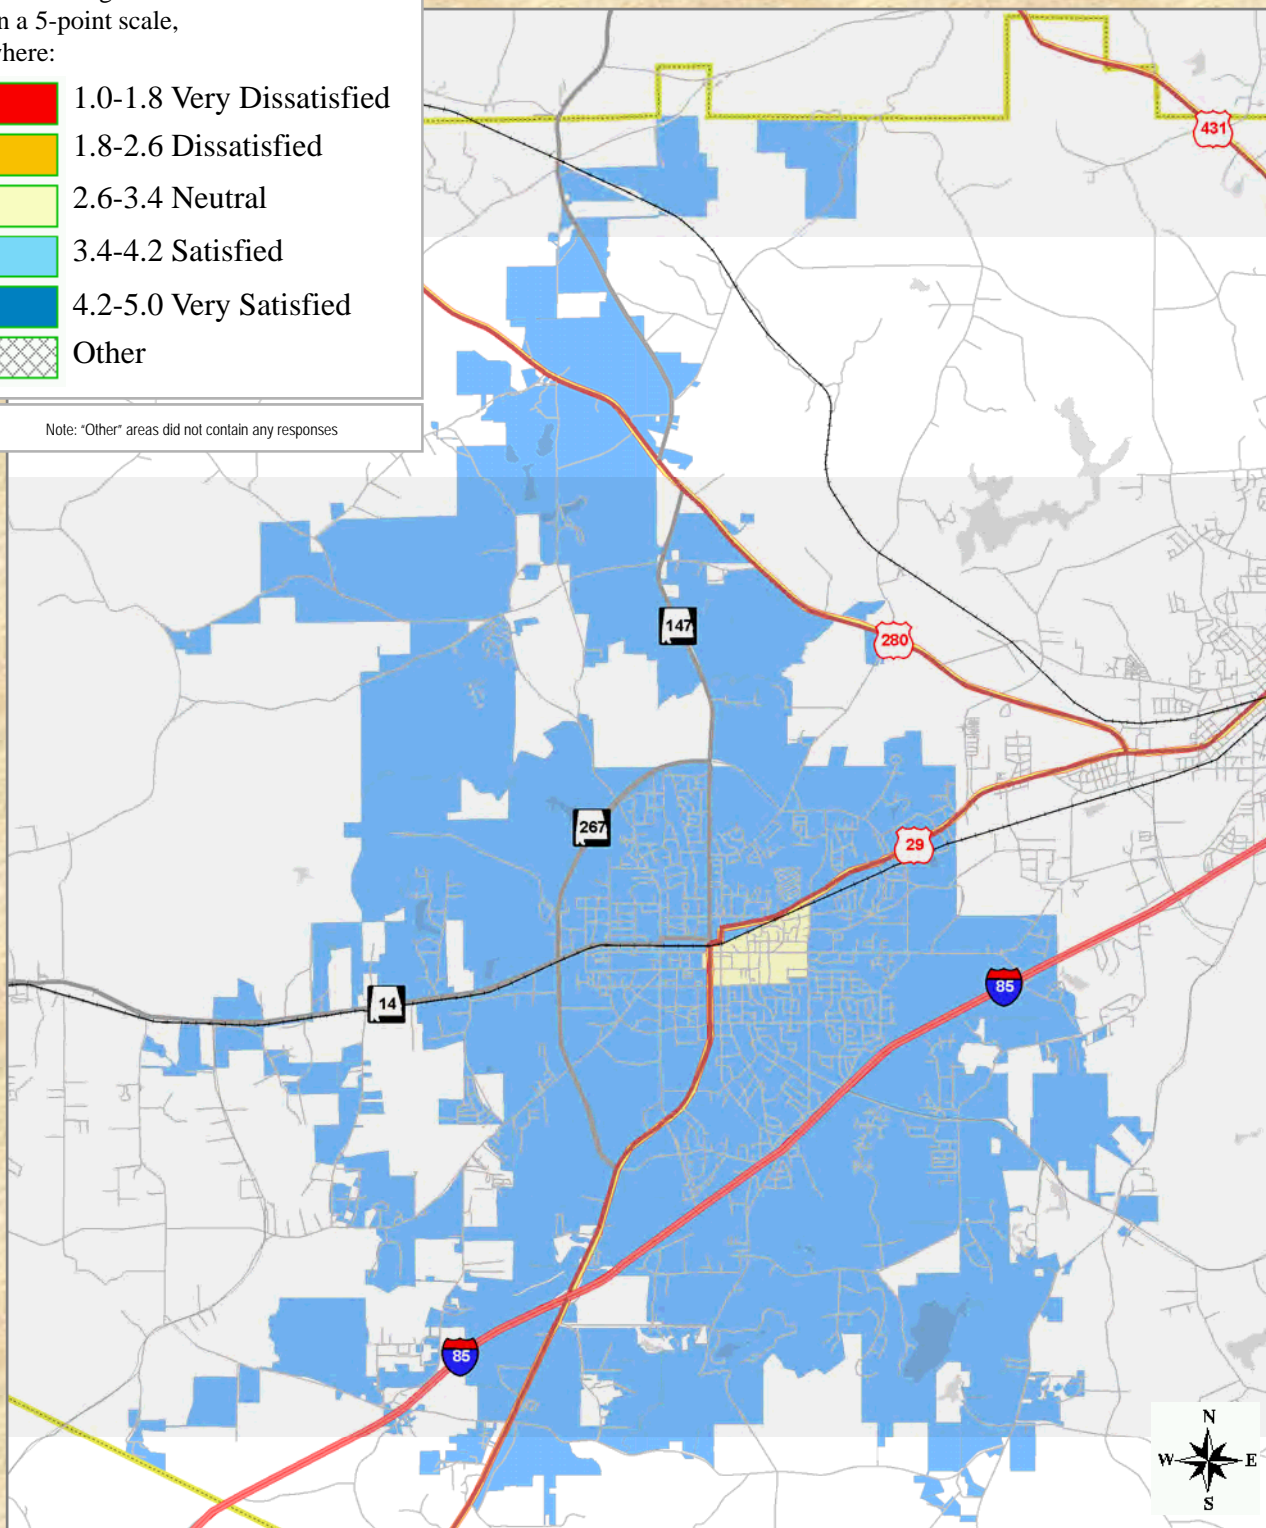 n a 5-point scale,
where:
1.0-1.8 Very Dissatisfied
1.8-2.6 Dissatisfied
2.6-3.4 Neutral
3.4-4.2 Satisfied
4.2-5.0 Very Satisfied
Other
Note: "Other" areas did not contain any responses
431
147
280
267
29
14
85
85
N
W E
S